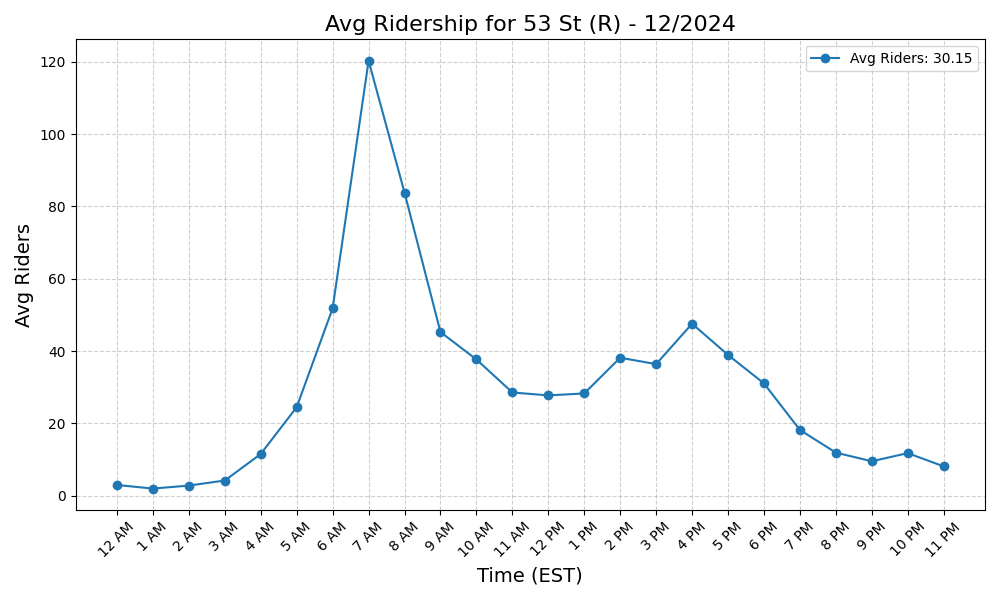 Avg Ridership for 53 St (R) - 12/2024
Avg Riders: 30.15
Avg Riders
120
100
80
60
40
20
0
12 AM
1 AM
2 AM
3 AM
4 AM
5 AM
6 AM
7 AM
8 AM
9 AM
10 AM
11 AM
12 PM
1 PM
2 PM
3 PM
4 PM
5 PM
6 PM
7 PM
8 PM
9 PM
10 PM
11 PM
Time (EST)